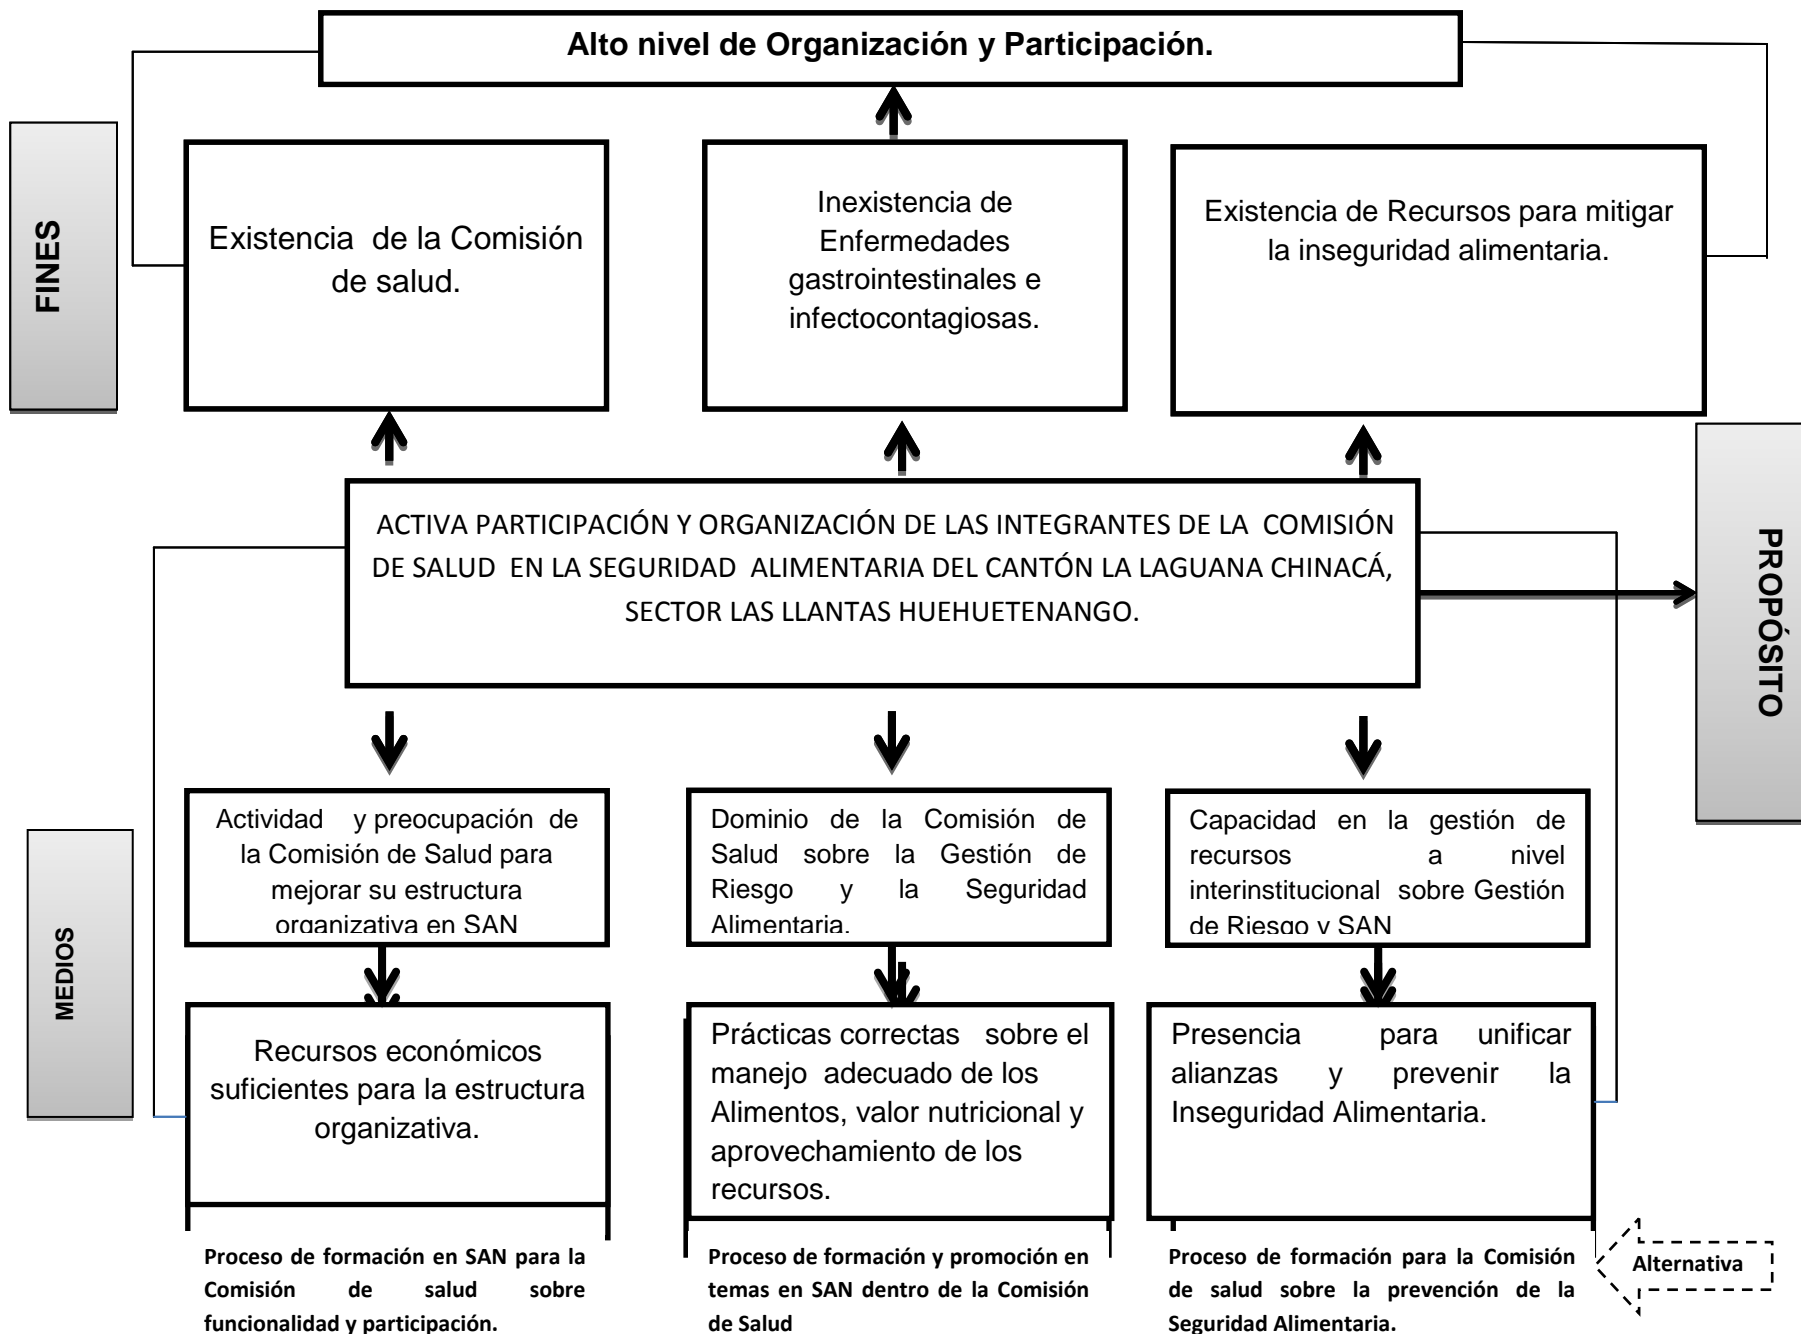 Alto nivel de Organización y Participación.
FINES
Existencia de la Comisión
de salud.
Inexistencia de
Enfermedades
gastrointestinales e
infectocontagiosas.
Existencia de Recursos para mitigar
la inseguridad alimentaria.
ACTIVA PARTICIPACIÓN Y ORGANIZACIÓN DE LAS INTEGRANTES DE LA COMISIÓN
DE SALUD EN LA SEGURIDAD ALIMENTARIA DEL CANTÓN LA LAGUANA CHINACÁ,
SECTOR LAS LLANTAS HUEHUETENANGO.
PROPÓSITO
MEDIOS
Actividad y preocupación de
la Comisión de Salud para
mejorar su estructura
organizativa en SAN
Dominio de la Comisión de
Salud sobre la Gestión de
Riesgo y la Seguridad
Alimentaria.
Capacidad en la gestión de
recursos a nivel
interinstitucional sobre Gestión
de Riesgo y SAN
Recursos económicos
suficientes para la estructura
organizativa.
Prácticas correctas sobre el
manejo adecuado de los
Alimentos, valor nutricional y
aprovechamiento de los
recursos.
Presencia para unificar
alianzas y prevenir la
Inseguridad Alimentaria.
Proceso de formación en SAN para la
Comisión de salud sobre
funcionalidad y participación.
Proceso de formación y promoción en
temas en SAN dentro de la Comisión
de Salud
Proceso de formación para la Comisión
de salud sobre la prevención de la
Seguridad Alimentaria.
Alternativa